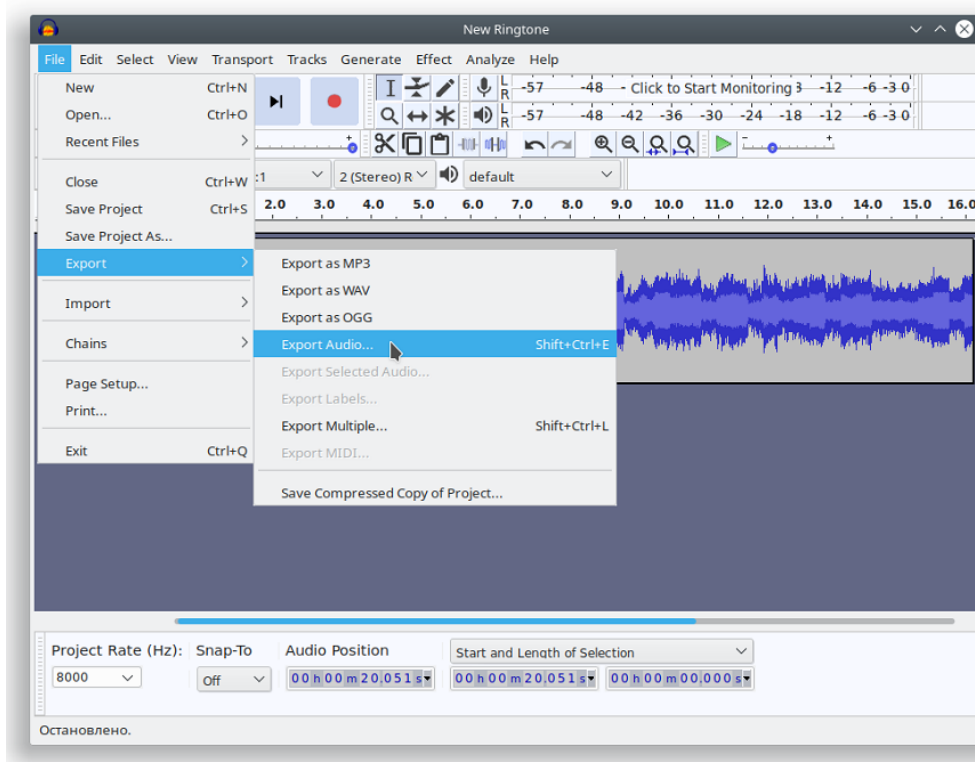 New Ringtone
File Edit Select View Transport Tracks Generate Effect Analyze Help
New Ctrl+N
Open... Ctrl+O
Recent Files
Close Ctrl+W
Save Project Ctrl+S
Save Project As...
Export
Import
Chains
Page Setup...
Print...
Exit Ctrl+Q
L
R
-57 -48 - Click to Start Monitoring -12 -6 -3 0
L
R
-57 -48 -42 -36 -30 -24 -18 -12 -6 -3 0
- +
:1 2 (Stereo) R default
2.0 3.0 4.0 5.0 6.0 7.0 8.0 9.0 10.0 11.0 12.0 13.0 14.0 15.0 16.0
Export as MP3
Export as WAV
Export as OGG
Export Audio... Shift+Ctrl+E
Export Selected Audio...
Export Labels...
Export Multiple... Shift+Ctrl+L
Export MIDI...
Save Compressed Copy of Project...
Project Rate (Hz): Snap-To Audio Position Start and Length of Selection
8000 Off 00 h 00 m 20.051 s 00 h 00 m 20.051 s 00 h 00 m 00.000 s
Остановлено.